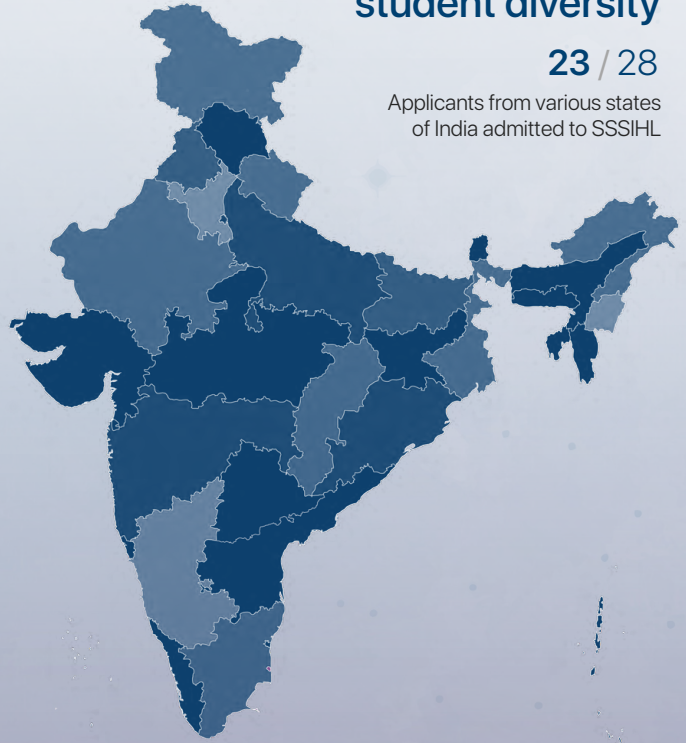 student diversity
23 / 28
Applicants from various states
of India admitted to SSSIHL